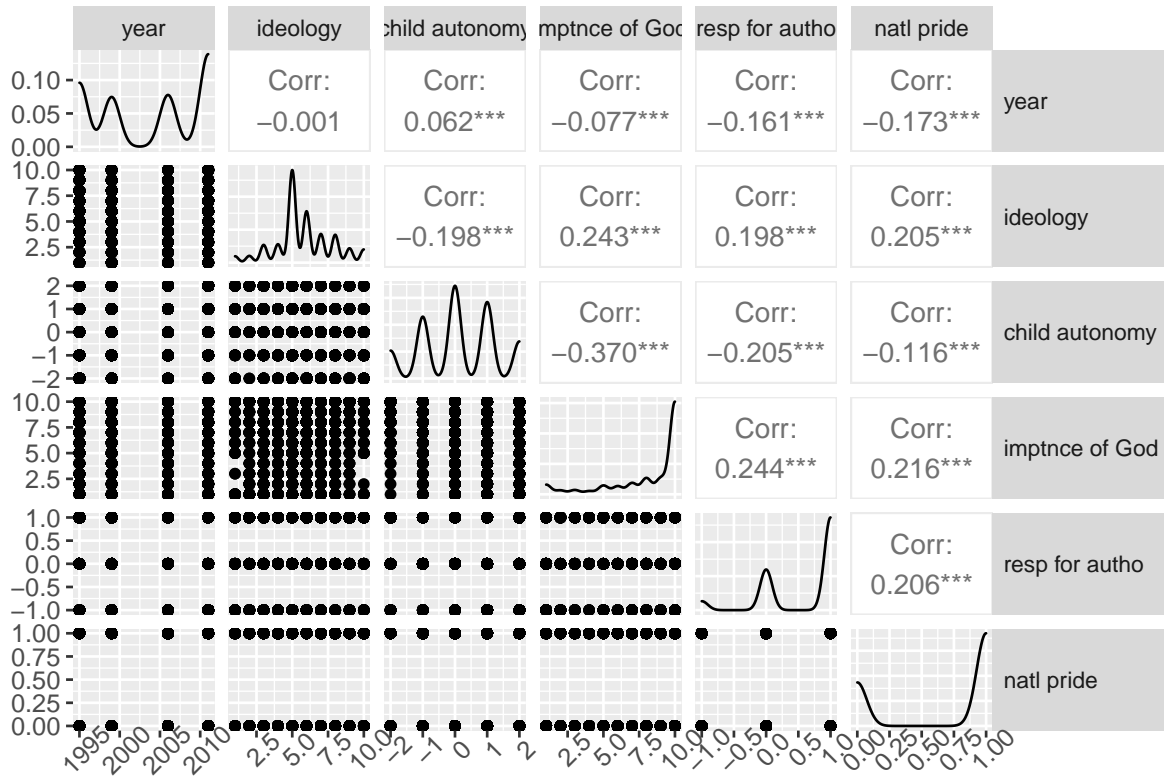 year ideology child autonomy mptnce of God resp for autho natl pride
0.10
0.05
0.00
Corr:
−0.001
Corr:
0.062***
Corr:
−0.077***
Corr:
−0.161***
Corr:
−0.173***
year
10.0
7.5
5.0
2.5
Corr:
−0.198***
Corr:
0.243***
Corr:
0.198***
Corr:
0.205***
ideology
2
1
0
−1
−2
Corr:
−0.370***
Corr:
−0.205***
Corr:
−0.116***
child autonomy
10.0
7.5
5.0
2.5
Corr:
0.244***
Corr:
0.216***
imptnce of God
1.0
0.5
0.0
−0.5
−1.0
Corr:
0.206***
resp for autho
1.00
0.75
0.50
0.25
0.00
natl pride
1995 2000 2005 2010
2.5 5.0 7.5 10.0
−2 −1 0 1 2
2.5 5.0 7.5 10.0
−1.0 −0.5 0.0 0.5 1.0
0.00 0.25 0.50 0.75 1.00